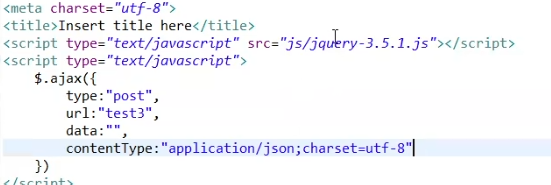 <meta charset="utf-8">
<title>Insert title here</title>
<script type="text/javascript" src="js/jquery-3.5.1.js"></script>
<script type="text/javascript">
$.ajax({
type:"post",
url:"test3",
data:"",
contentType:"application/json;charset=utf-8"
})
</script>